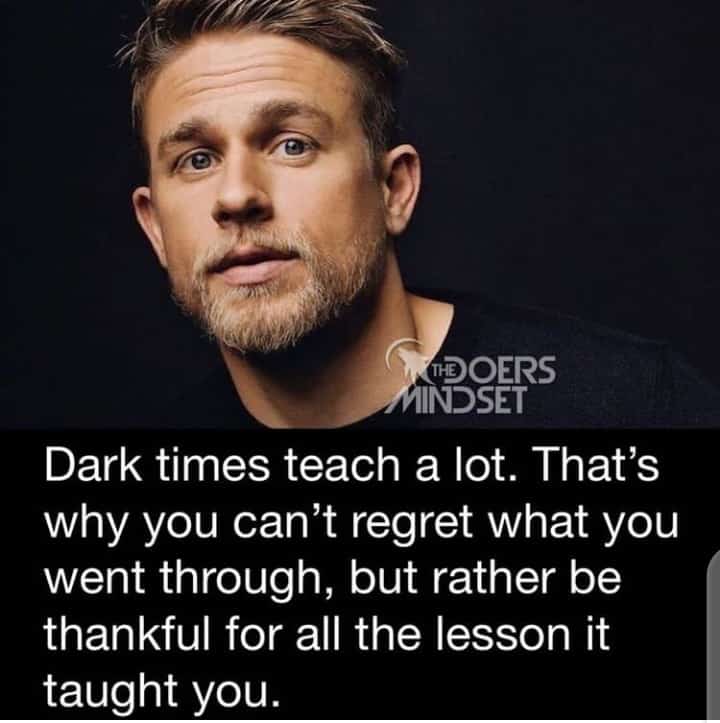 THE DOERS
MINDSET
Dark times teach a lot. That’s
why you can’t regret what you
went through, but rather be
thankful for all the lesson it
taught you.